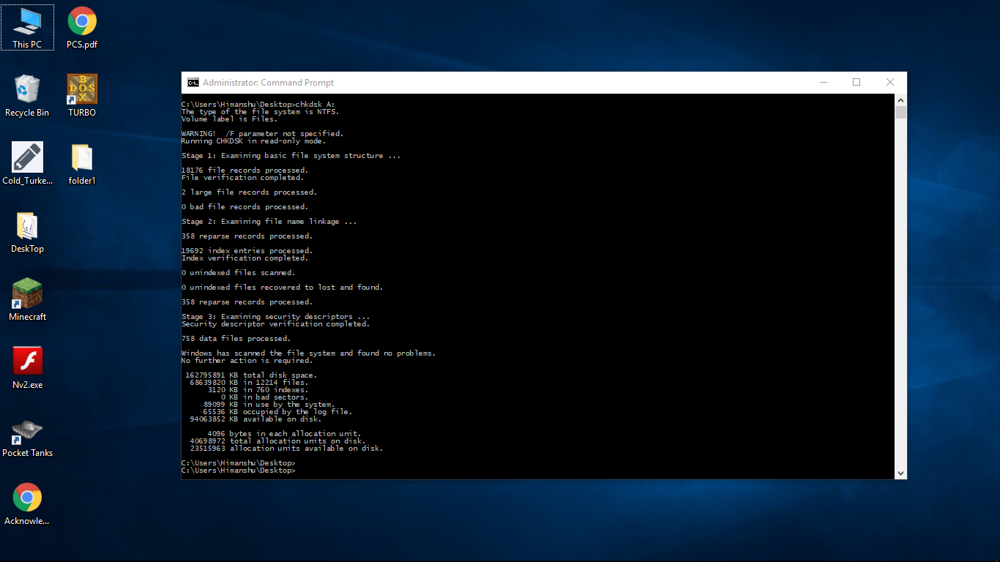 This PC
PCS.pdf
Recycle Bin
TURBO
Cold_Turke...
folder1
DeskTop
Minecraft
Nv2.exe
Pocket Tanks
Acknowle...
Administrator: Command Prompt
C:\Users\Himanshu\Desktop>chkdsk A:
The type of the file system is NTFS.
Volume label is Files.
WARNING!  /F parameter not specified.
Running CHKDSK in read-only mode.
Stage 1: Examining basic file system structure ...
18176 file records processed.
File verification completed.
2 large file records processed.
0 bad file records processed.
Stage 2: Examining file name linkage ...
358 reparse records processed.
19692 index entries processed.
Index verification completed.
0 unindexed files scanned.
0 unindexed files recovered to lost and found.
358 reparse records processed.
Stage 3: Examining security descriptors ...
Security descriptor verification completed.
758 data files processed.
Windows has scanned the file system and found no problems.
No further action is required.
162795891 KB total disk space.
68639820 KB in 12214 files.
3120 KB in 760 indexes.
0 KB in bad sectors.
89099 KB in use by the system.
65536 KB occupied by the log file.
94063852 KB available on disk.
4096 bytes in each allocation unit.
40698972 total allocation units on disk.
23515963 allocation units available on disk.
C:\Users\Himanshu\Desktop>
C:\Users\Himanshu\Desktop>